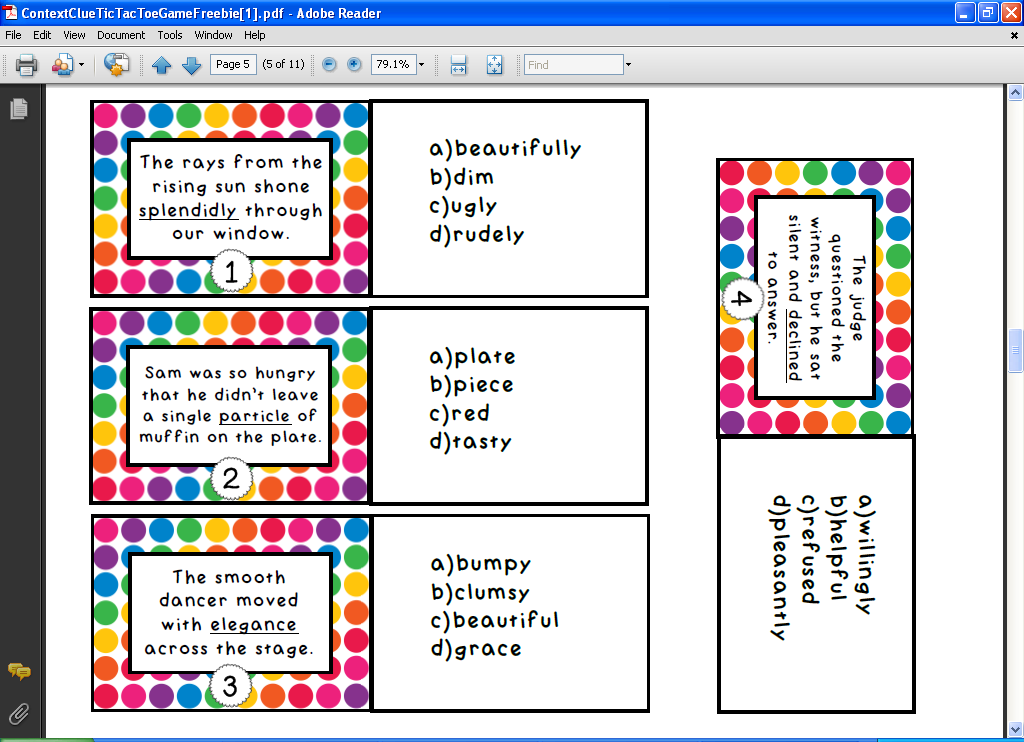 ContextClueTicTacToeGameFreebie[1].pdf - Adobe Reader
File Edit View Document Tools Window Help
Page 5 (5 of 11) 79.1% Find
The rays from the
rising sun shone
splendidly through
our window.
1
a)beautifully
b)dim
c)ugly
d)rudely
Sam was so hungry
that he didn't leave
a single particle of
muffin on the plate.
2
a)plate
b)piece
c)red
d)tasty
The smooth
dancer moved
with elegance
across the stage.
3
a)bumpy
b)clumsy
c)beautiful
d)grace
The judge
questioned the
witness, but he sat
silent and declined
to answer.
4
a)willingly
b)helpful
c)refused
d)pleasantly